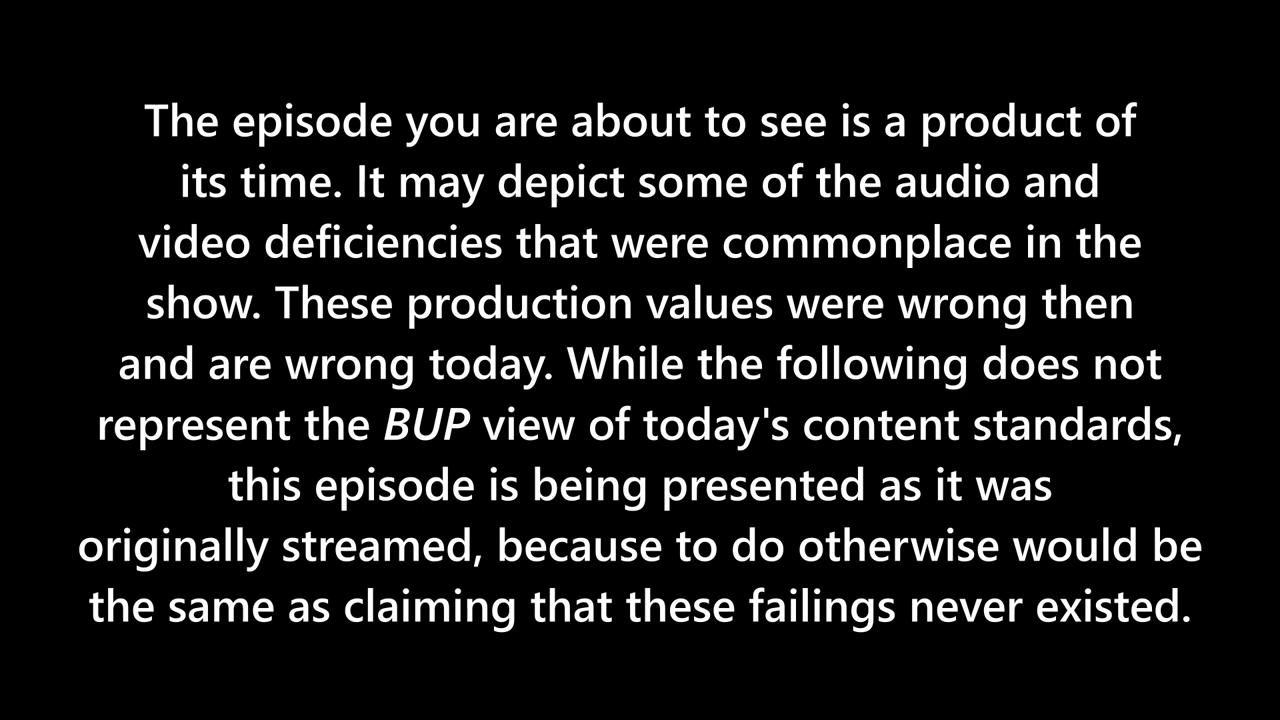 The episode you are about to see is a product of
its time. It may depict some of the audio and
video deficiencies that were commonplace in the
show. These production values were wrong then
and are wrong today. While the following does not
represent the BUP view of today's content standards,
this episode is being presented as it was
originally streamed, because to do otherwise would be
the same as claiming that these failings never existed.